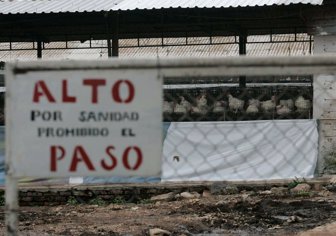 ALTO
POR SANIDAD
PROHIBIDO EL
PASO